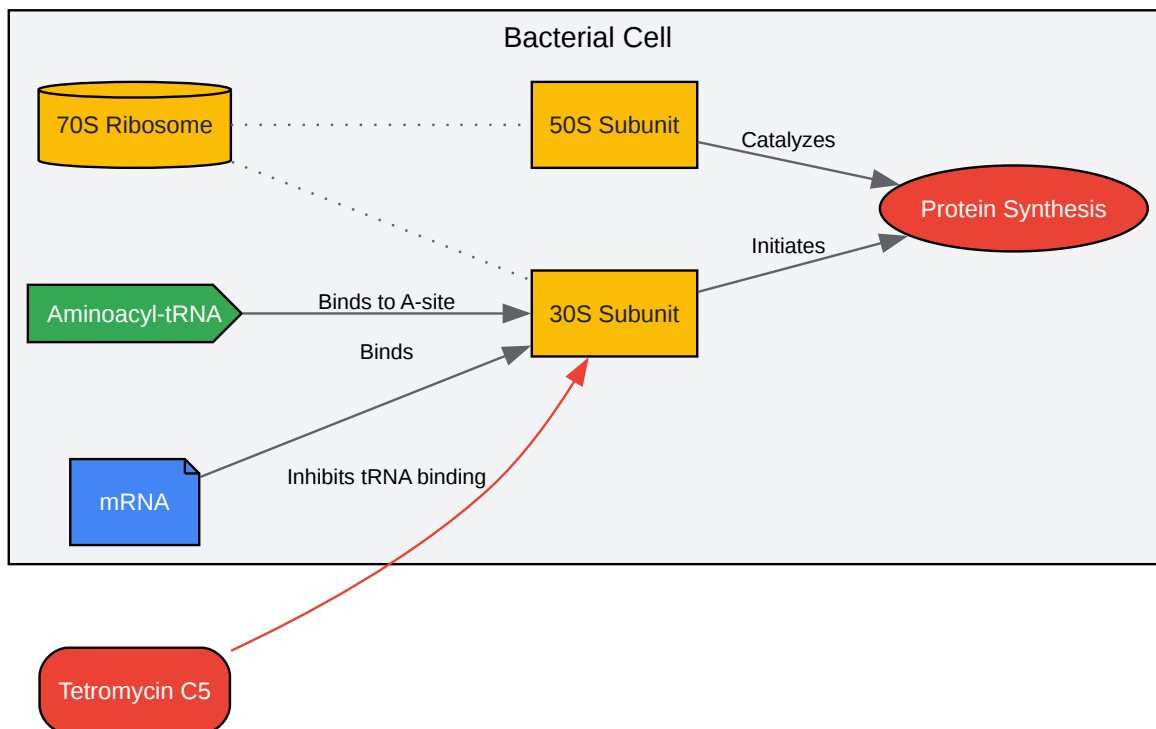 Bacterial Cell
70S Ribosome
50S Subunit
Catalyzes
Protein Synthesis
Initiates
Aminoacyl-tRNA
Binds to A-site
30S Subunit
Binds
Inhibits tRNA binding
mRNA
Tetromycin C5